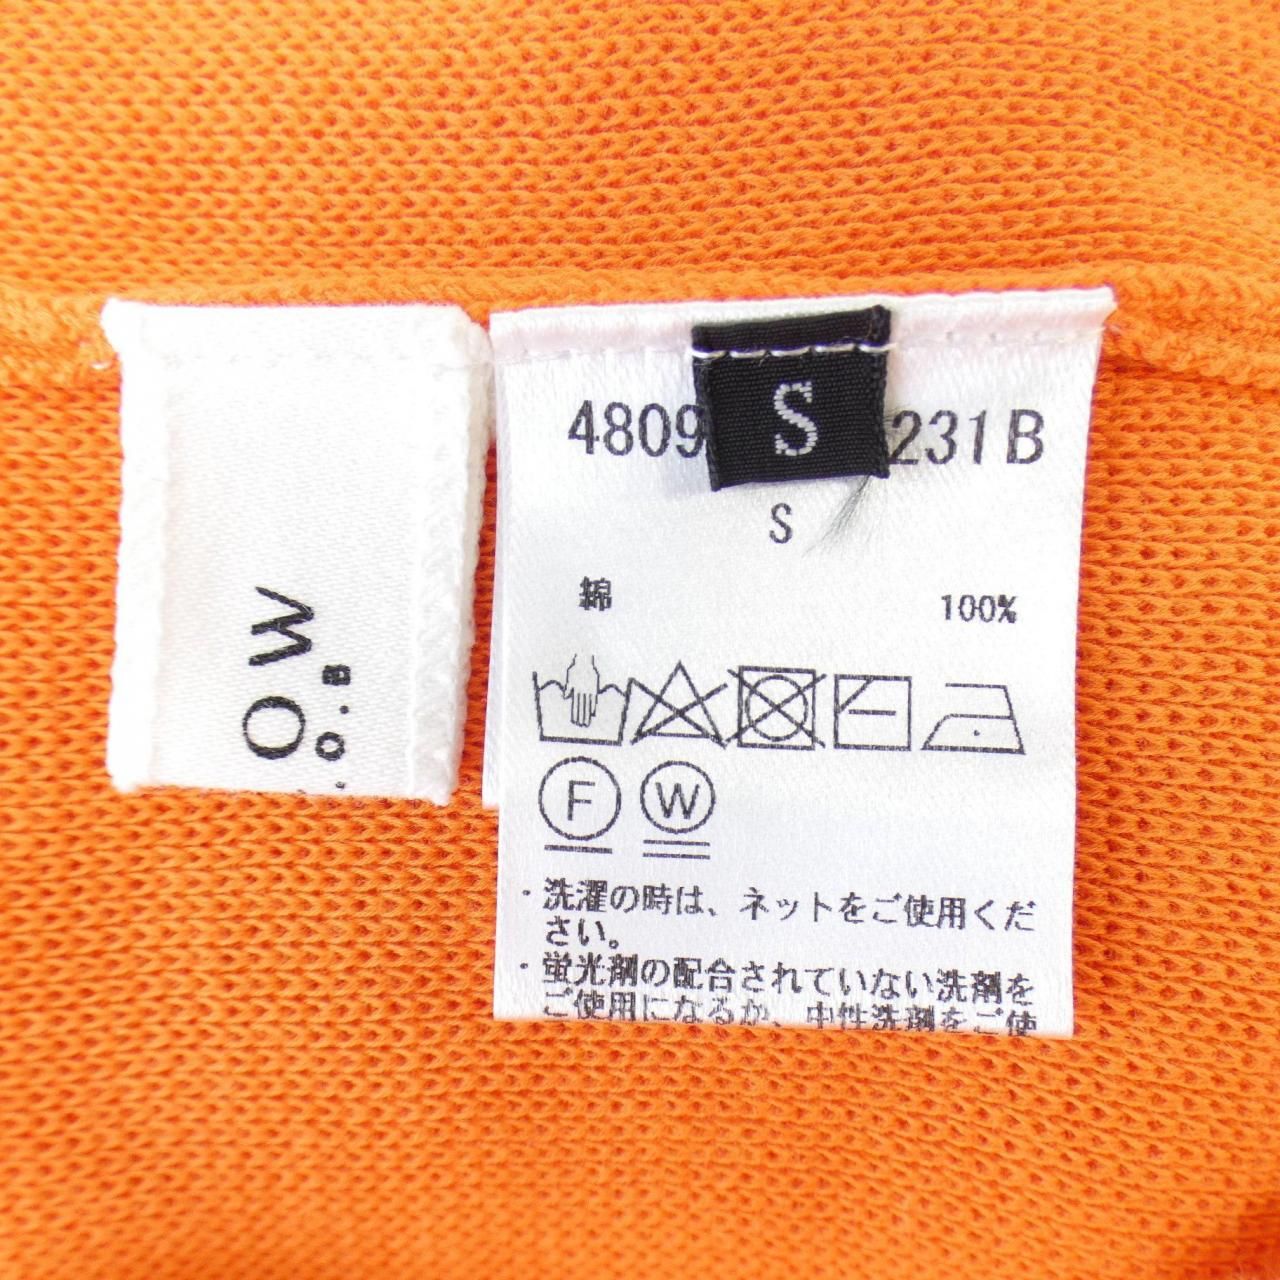 S
4809
231B
S
綿 100%
F W
・洗濯の時は、ネットをご使用くだ
さい。
・蛍光剤の配合されていない洗剤を
ご使用になるか、中性洗剤をご使
OW
.O.B